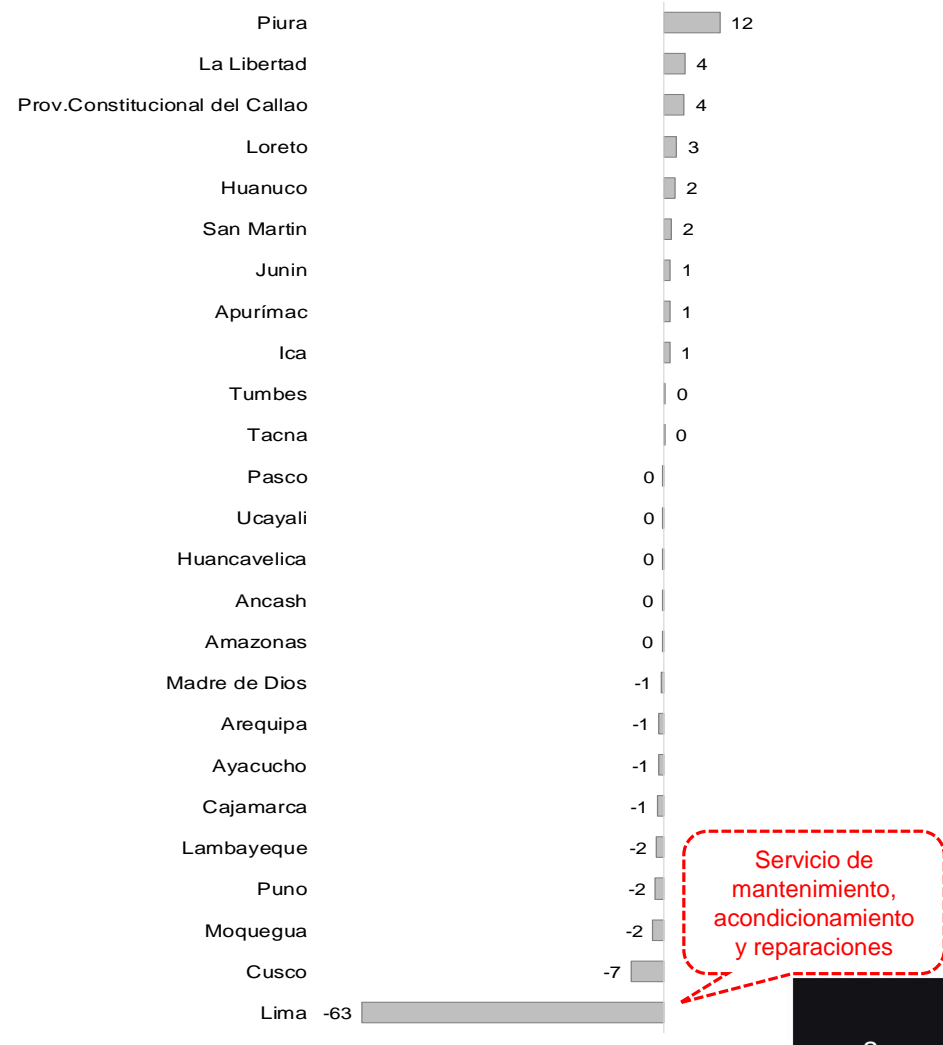 Piura 12
La Libertad 4
Prov.Constitucional del Callao 4
Loreto 3
Huanuco 2
San Martin 2
Junin 1
Apurímac 1
Ica 1
Tumbes 0
Tacna 0
Pasco 0
Ucayali 0
Huancavelica 0
Ancash 0
Amazonas 0
Madre de Dios -1
Arequipa -1
Ayacucho -1
Cajamarca -1
Lambayeque -2
Puno -2
Moquegua -2
Cusco -7
Lima -63
Servicio de
mantenimiento,
acondicionamiento
y reparaciones